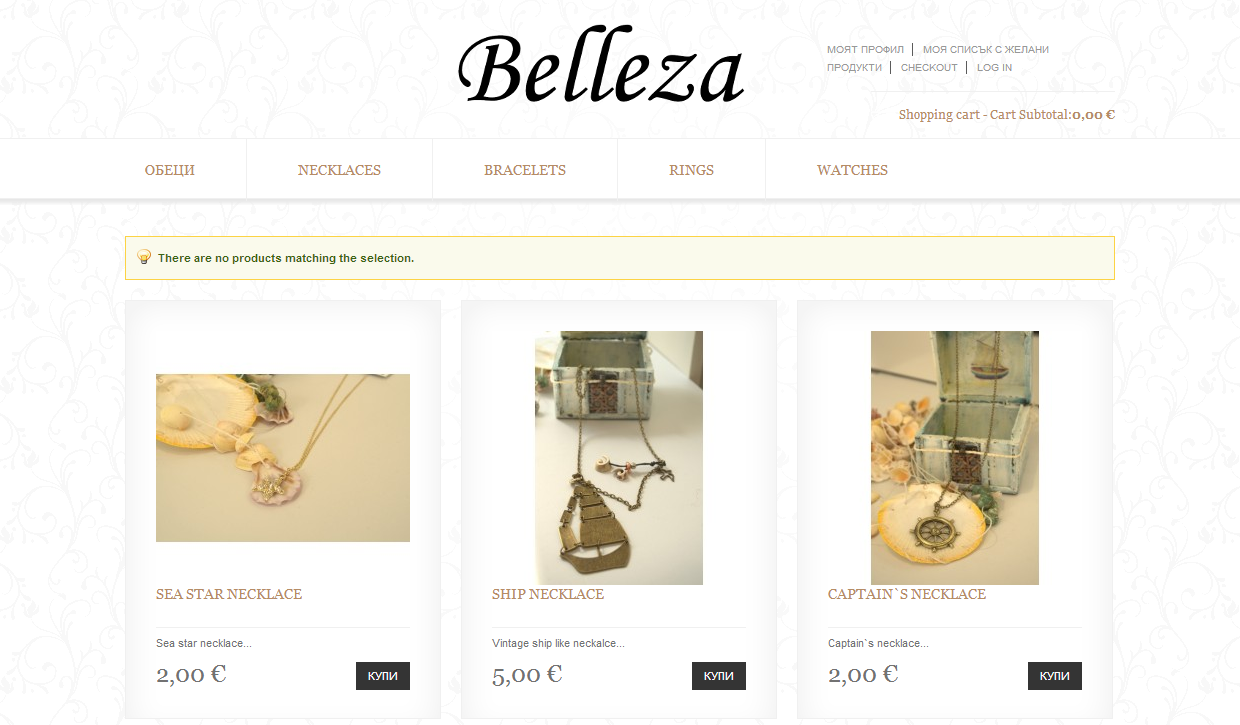 Belleza
МОЯТ ПРОФИЛ | МОЯ СПИСЪК С ЖЕЛАНИ
ПРОДУКТИ | CHECKOUT | LOG IN
Shopping cart - Cart Subtotal:0,00 €
ОБЕЦИ NECKLACES BRACELETS RINGS WATCHES
There are no products matching the selection.
SEA STAR NECKLACE SHIP NECKLACE CAPTAIN`S NECKLACE
Sea star necklace... Vintage ship like neckalce... Captain`s necklace...
2,00 € КУПИ 5,00 € КУПИ 2,00 € КУПИ